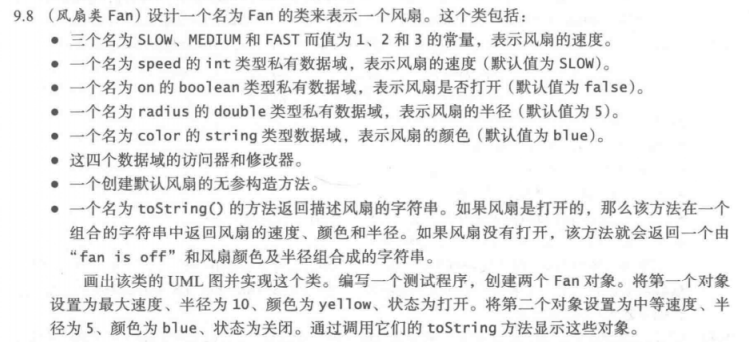 9.8 (风扇类 Fan) 设计一个名为 Fan 的类来表示一个风扇。这个类包括：
● 三个名为 SLOW、MEDIUM 和 FAST 而值为 1、2 和 3 的常量，表示风扇的速度。
● 一个名为 speed 的 int 类型私有数据域，表示风扇的速度（默认值为 SLOW）。
● 一个名为 on 的 boolean 类型私有数据域，表示风扇是否打开（默认值为 false）。
● 一个名为 radius 的 double 类型私有数据域，表示风扇的半径（默认值为 5）。
● 一个名为 color 的 string 类型数据域，表示风扇的颜色（默认值为 blue）。
● 这四个数据域的访问器和修改器。
● 一个创建默认风扇的无参构造方法。
● 一个名为 toString() 的方法返回描述风扇的字符串。如果风扇是打开的，那么该方法在一个
组合的字符串中返回风扇的速度、颜色和半径。如果风扇没有打开，该方法就会返回一个由
“fan is off”和风扇颜色及半径组合成的字符串。
画出该类的 UML 图并实现这个类。编写一个测试程序，创建两个 Fan 对象。将第一个对象
设置为最大速度、半径为 10、颜色为 yellow、状态为打开。将第二个对象设置为中等速度、半
径为 5、颜色为 blue、状态为关闭。通过调用它们的 toString 方法显示这些对象。